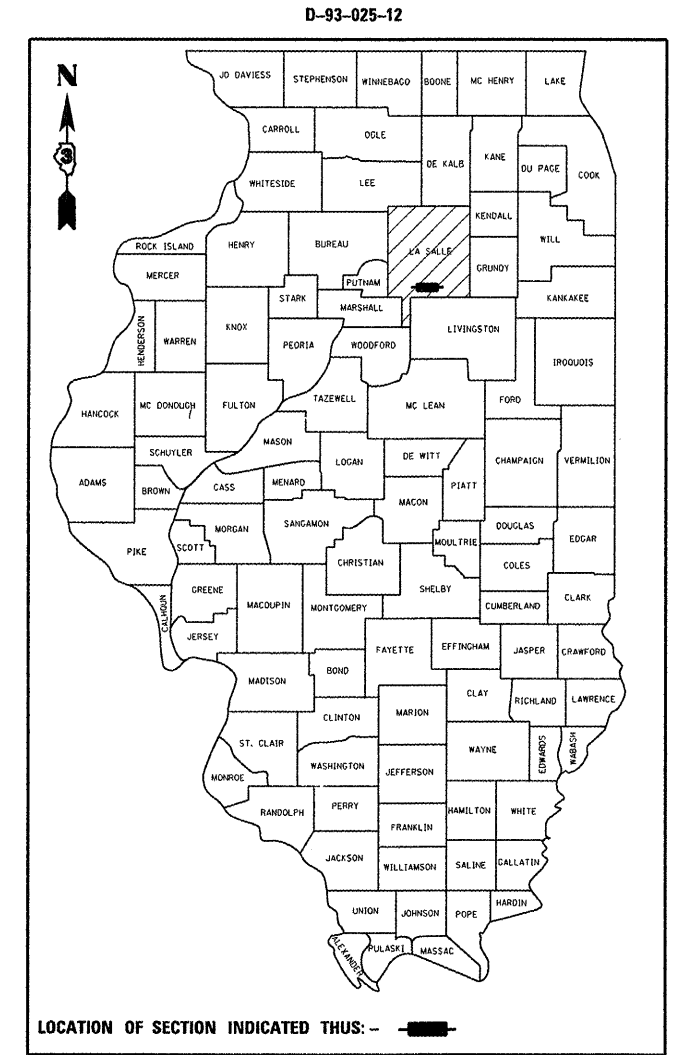 D-93-025-12
N
3
JO DAVIESS
STEPHENSON
WINNEBAGO
BOONE
MC HENRY
LAKE
CARROLL
OGLE
DE KALB
KANE
DU PAGE
COOK
WHITESIDE
LEE
KENDALL
WILL
ROCK ISLAND
HENRY
BUREAU
LA SALLE
GRUNDY
MERCER
PUTNAM
STARK
MARSHALL
KANKAKEE
HENDERSON
WARREN
KNOX
PEORIA
WOODFORD
LIVINGSTON
IROQUOIS
HANCOCK
MC DONOUGH
FULTON
TAZEWELL
MC LEAN
FORD
MASON
SCHUYLER
LOGAN
DE WITT
CHAMPAIGN
VERMILION
ADAMS
BROWN
CASS
MENARD
MACON
PIATT
PIKE
SCOTT
MORGAN
SANGAMON
MOULTRIE
DOUGLAS
EDGAR
CHRISTIAN
COLES
CALHOUN
GREENE
MACOUPIN
MONTGOMERY
SHELBY
CUMBERLAND
CLARK
JERSEY
FAYETTE
EFFINGHAM
JASPER
CRAWFORD
MADISON
BOND
CLAY
RICHLAND
LAWRENCE
CLINTON
MARION
ST. CLAIR
WAYNE
EDWARDS
WABASH
MONROE
WASHINGTON
JEFFERSON
RANDOLPH
PERRY
HAMILTON
WHITE
FRANKLIN
JACKSON
WILLIAMSON
SALINE
GALLATIN
UNION
JOHNSON
POPE
HARDIN
ALEXANDER
PULASKI
MASSAC
LOCATION OF SECTION INDICATED THUS: -